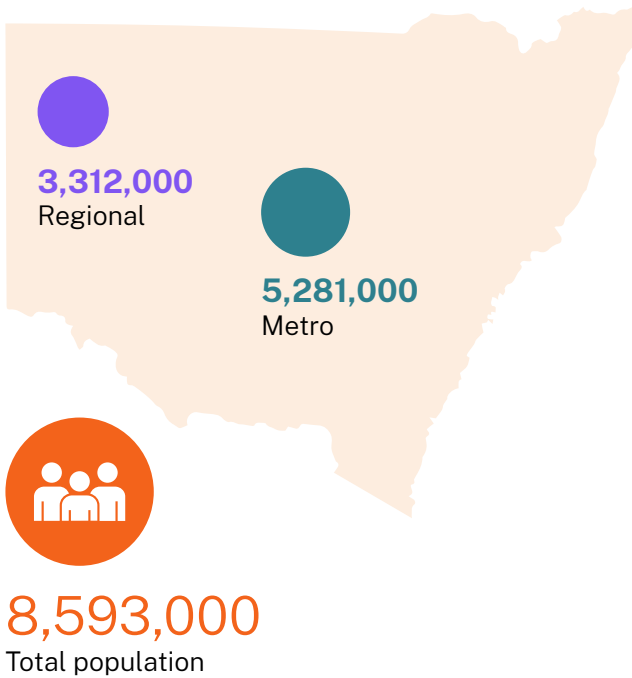 3,312,000
Regional
5,281,000
Metro
8,593,000
Total population